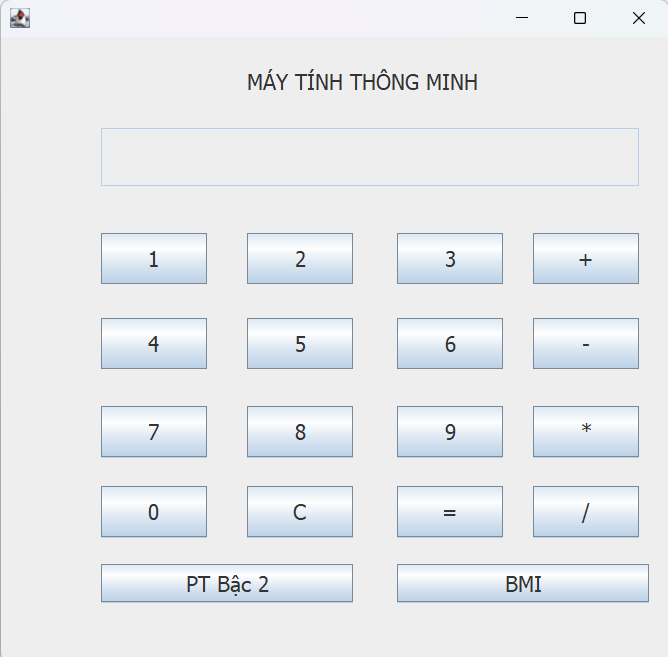 MÁY TÍNH THÔNG MINH
1 2 3 +
4 5 6 -
7 8 9 *
0 C = /
PT Bậc 2 BMI